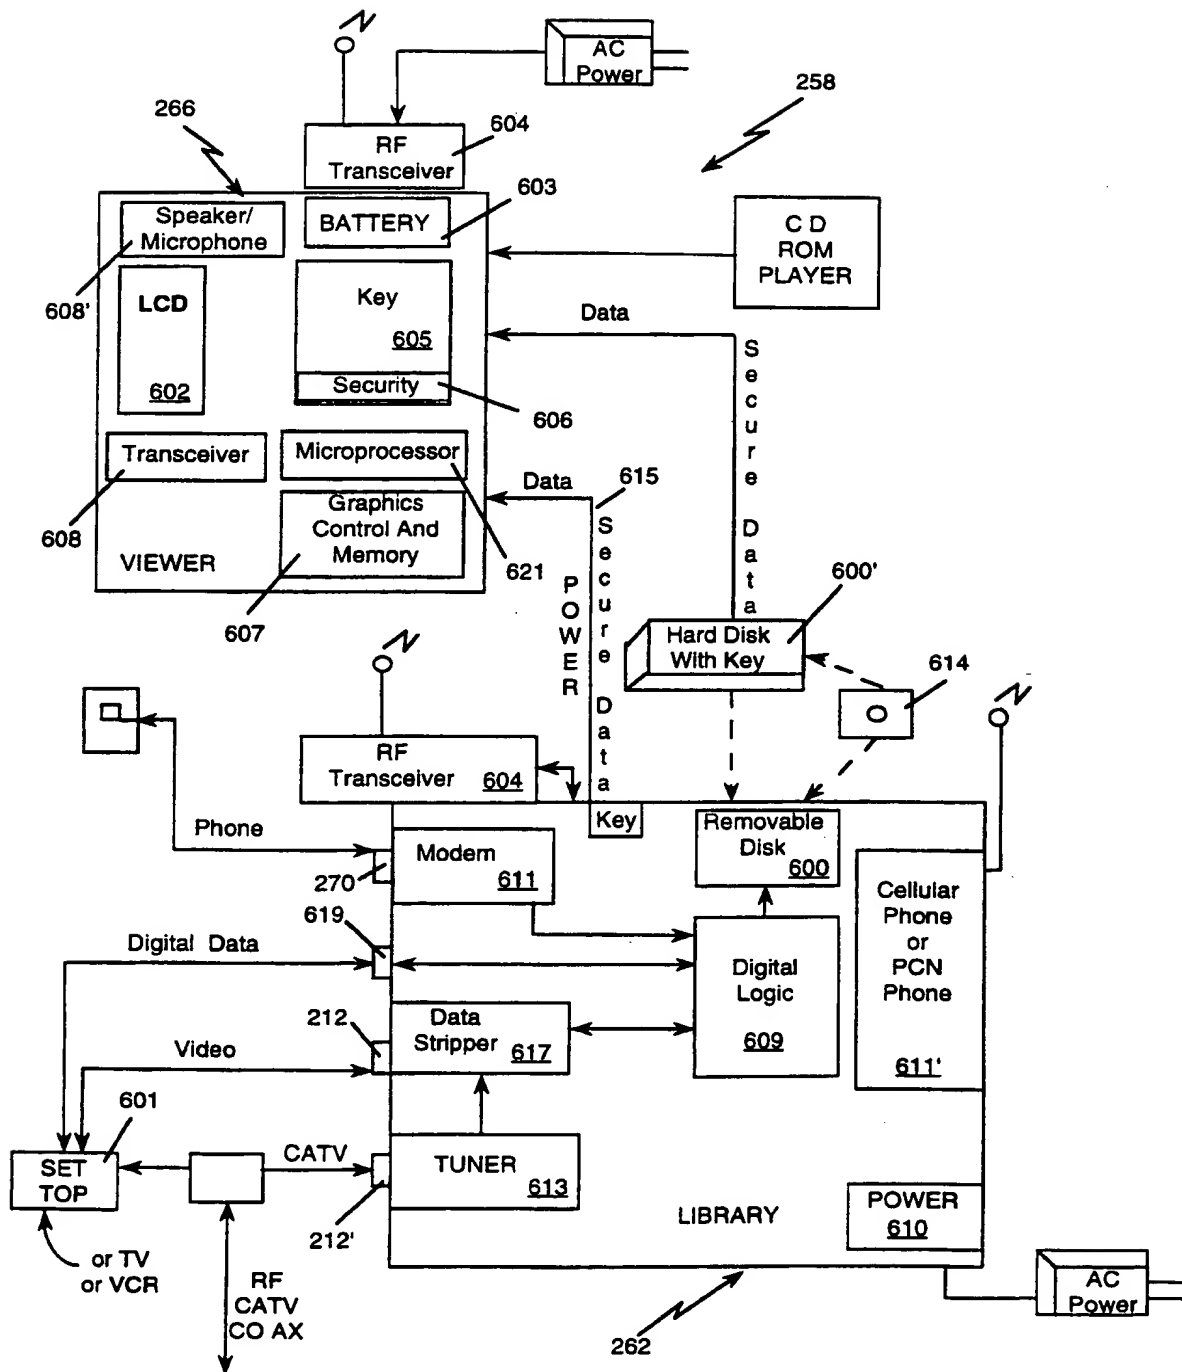 AC
Power
258
266
RF
Transceiver
604
603
Speaker/
Microphone
BATTERY
C D
ROM
PLAYER
608'
LCD
602
Key
605
Security
606
Data
Secure Data
Transceiver
608
Microprocessor
Graphics
Control And
Memory
621
VIEWER
607
Data
615
POWER
Secure Data
600'
Hard Disk
With Key
614
RF
Transceiver
604
Key
Removable
Disk
600
Phone
270
Modem
611
Cellular
Phone
or
PCN
Phone
611'
619
Digital Data
Digital
Logic
609
212
Video
Data
Stripper
617
601
SET
TOP
CATV
TUNER
613
212'
LIBRARY
POWER
610
or TV
or VCR
RF
CATV
CO AX
262
AC
Power